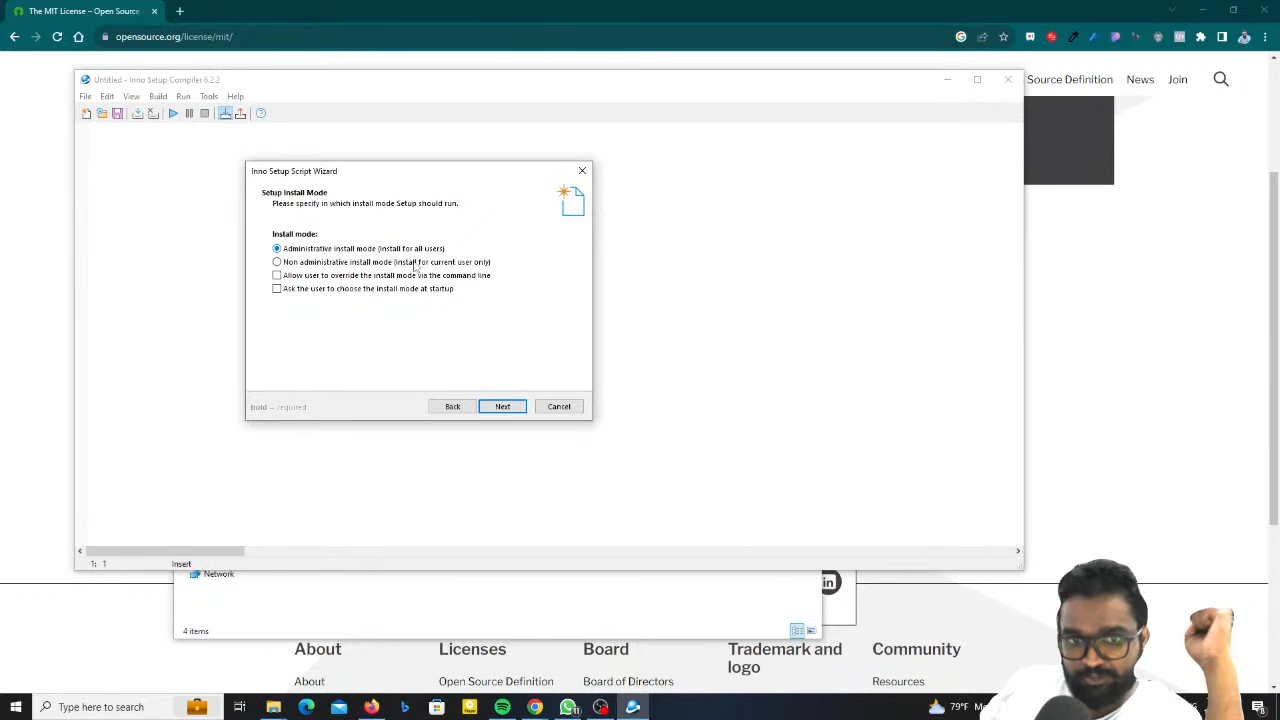 The MIT License – Open Source
opensource.org/license/mit/
Source Definition
News
Join
Untitled - Inno Setup Compiler 6.2.2
File
Edit
View
Build
Run
Tools
Help
Inno Setup Script Wizard
Setup Install Mode
Please specify in which install mode Setup should run.
Install mode:
Administrative install mode (install for all users)
Non administrative install mode (install for current user only)
Allow user to override the install mode via the command line
Ask the user to choose the install mode at startup
bold = required
Back
Next
Cancel
1: 1
Insert
Network
in
4 items
About
Licenses
Board
Trademark and
logo
Community
About
Open Source Definition
Board of Directors
Resources
Type here to search
79°F